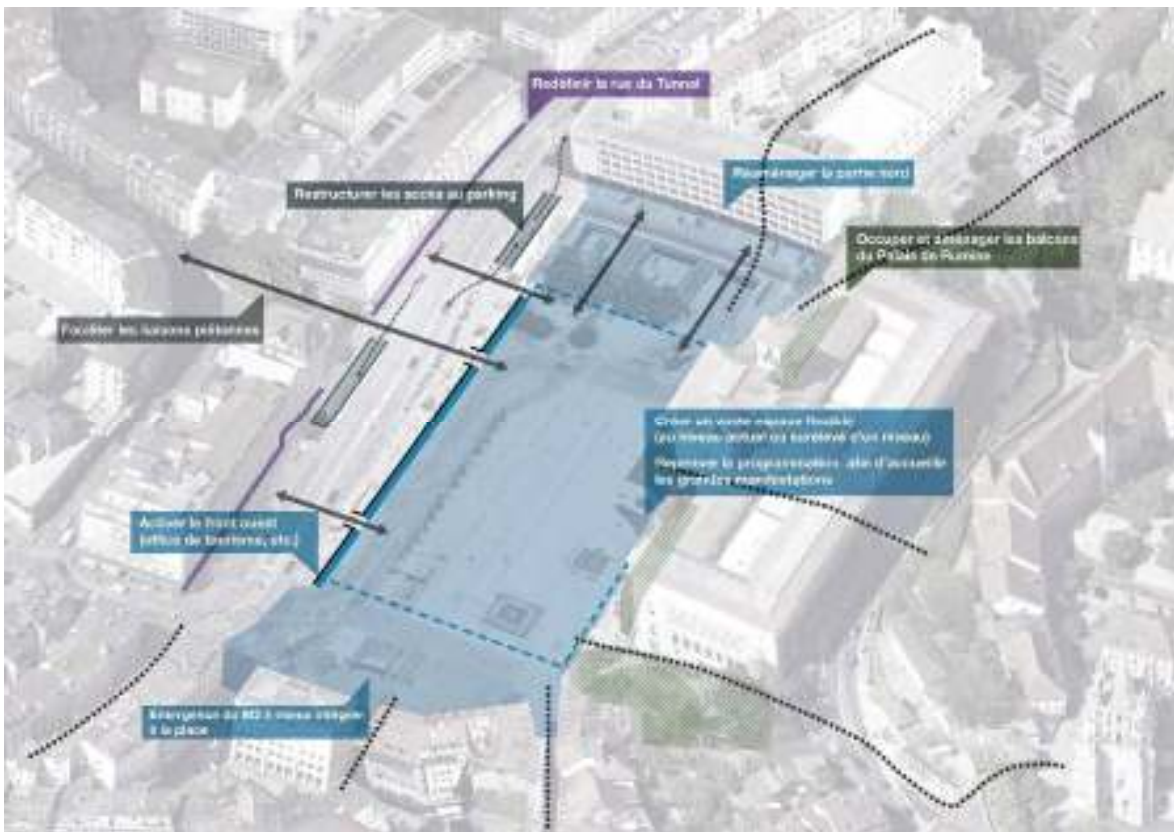 Redéfinir la rue du Tunnel
Restructurer les accès au parking
Réaménager la partie nord
Occuper et aménager les balcons
du Palais de Rumine
Faciliter les liaisons piétonnes
Créer un vaste espace flexible
(au niveau actuel ou surélevé d'un niveau)
Repenser la programmation afin d'accueillir
les grandes manifestations
Activer le front ouest
(office de tourisme, etc.)
Emergence du M2 à mieux intégrer
à la place